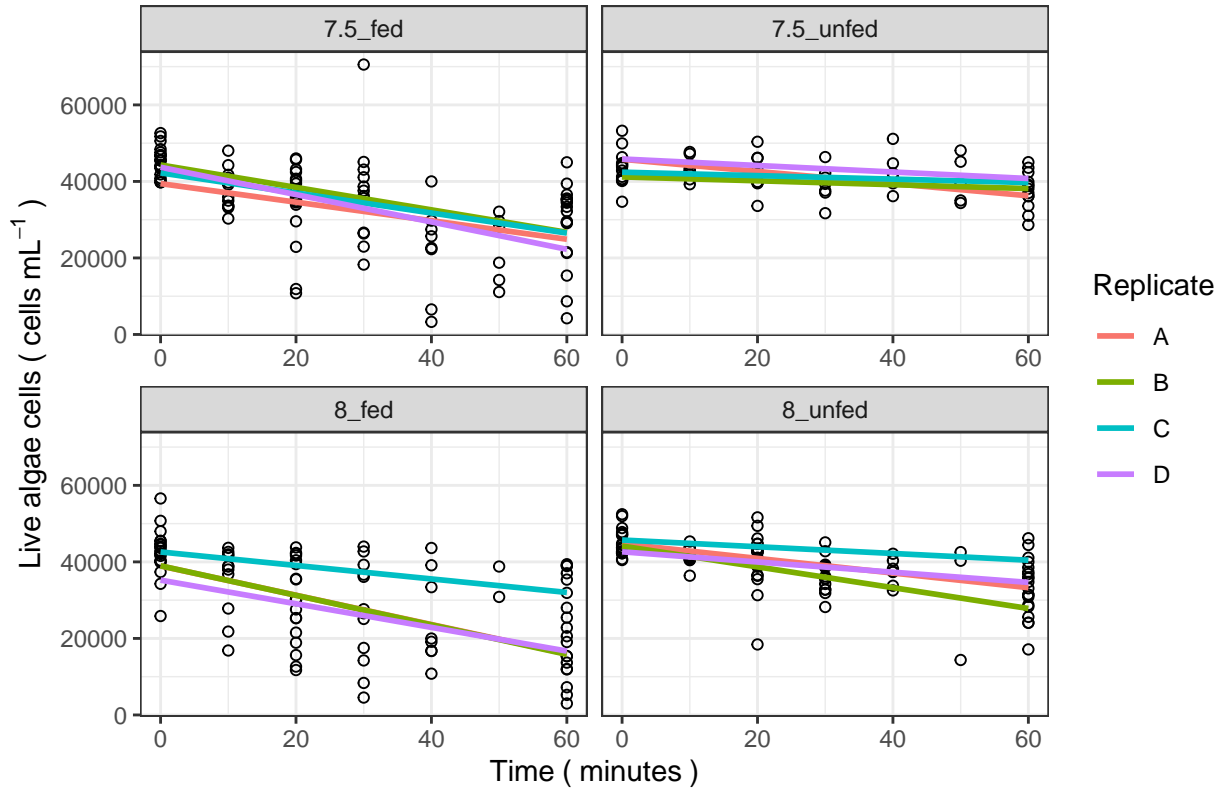 7.5_fed
7.5_unfed
60000
40000
20000
0
0 20 40 60
0 20 40 60
8_fed
8_unfed
60000
40000
20000
0
0 20 40 60
0 20 40 60
Live algae cells ( cells mL⁻¹ )
Time ( minutes )
Replicate
A
B
C
D